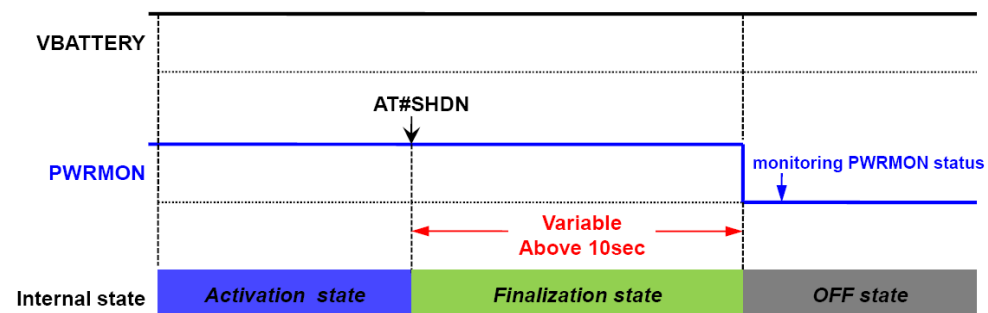 VBATTERY
AT#SHDN
PWRMON
monitoring PWRMON status
Variable
Above 10sec
Internal state
Activation state
Finalization state
OFF state